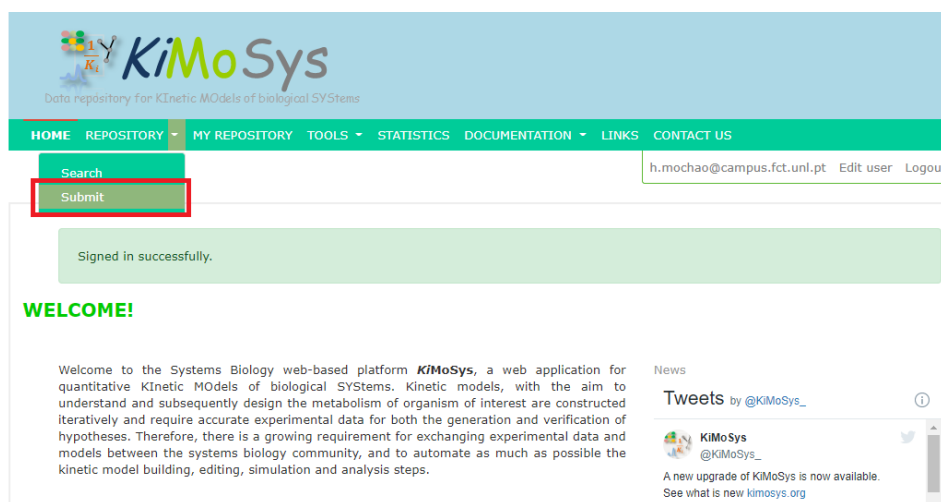 1
Ki
KiMoSys
Data repository for KInetic MOdels of biological SYStems
HOME REPOSITORY MY REPOSITORY TOOLS STATISTICS DOCUMENTATION LINKS CONTACT US
Search
h.mochao@campus.fct.unl.pt Edit user Logou
Submit
Signed in successfully.
WELCOME!
Welcome to the Systems Biology web-based platform KiMoSys, a web application for
quantitative KInetic MOdels of biological SYStems. Kinetic models, with the aim to
understand and subsequently design the metabolism of organism of interest are constructed
iteratively and require accurate experimental data for both the generation and verification of
hypotheses. Therefore, there is a growing requirement for exchanging experimental data and
models between the systems biology community, and to automate as much as possible the
kinetic model building, editing, simulation and analysis steps.
News
Tweets by @KiMoSys_
KiMoSys
@KiMoSys_
A new upgrade of KiMoSys is now available.
See what is new kimosys.org